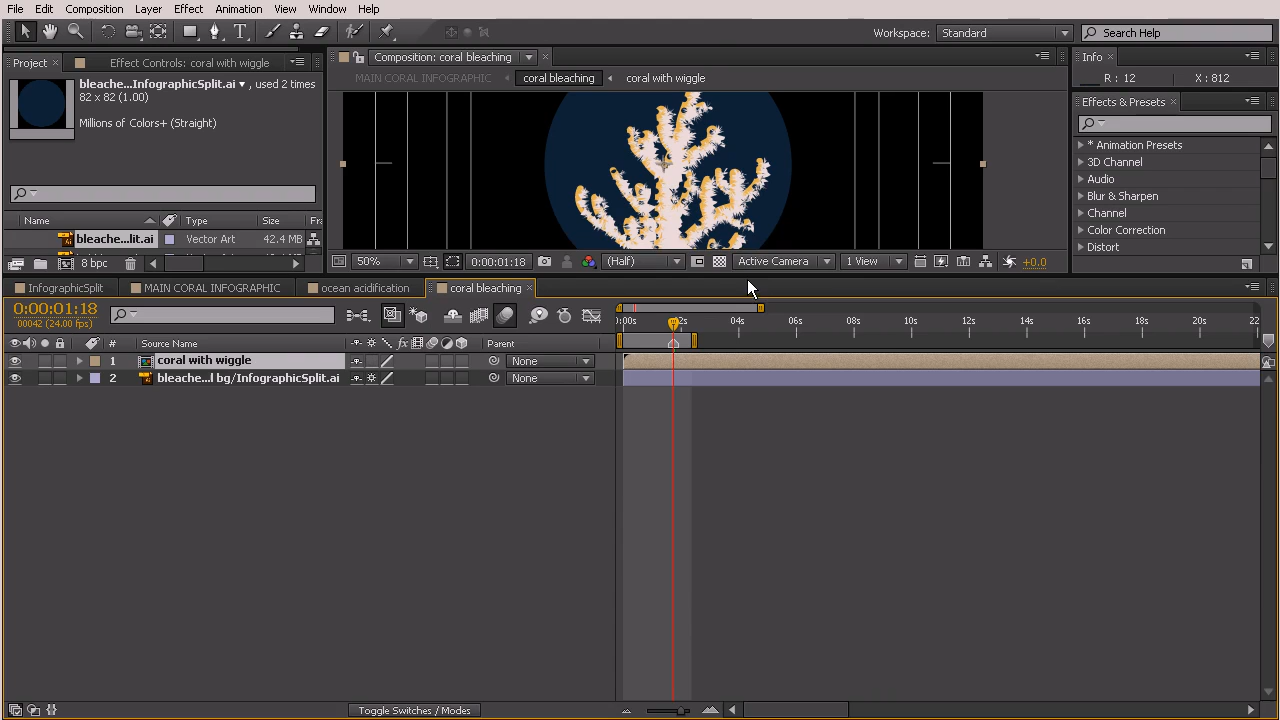 File Edit Composition Layer Effect Animation View Window Help
Workspace: Standard Search Help
Project Effect Controls: coral with wiggle
bleache...InfographicSplit.ai ▾, used 2 times
82 x 82 (1.00)
Millions of Colors+ (Straight)
Name Type Size Fra
bleache...lit.ai Vector Art 42.4 MB
8 bpc
Composition: coral bleaching
MAIN CORAL INFOGRAPHIC coral bleaching coral with wiggle
50% 0:00:01:18 (Half) Active Camera 1 View +0.0
Info
R : 12 X : 812
Effects & Presets
* Animation Presets
3D Channel
Audio
Blur & Sharpen
Channel
Color Correction
Distort
InfographicSplit MAIN CORAL INFOGRAPHIC ocean acidification coral bleaching
0:00:01:18
00042 (24.00 fps)
# Source Name Parent
1 coral with wiggle None
2 bleache...l bg/InfographicSplit.ai None
):00s 2s 04s 06s 08s 10s 12s 14s 16s 18s 20s 22
Toggle Switches / Modes